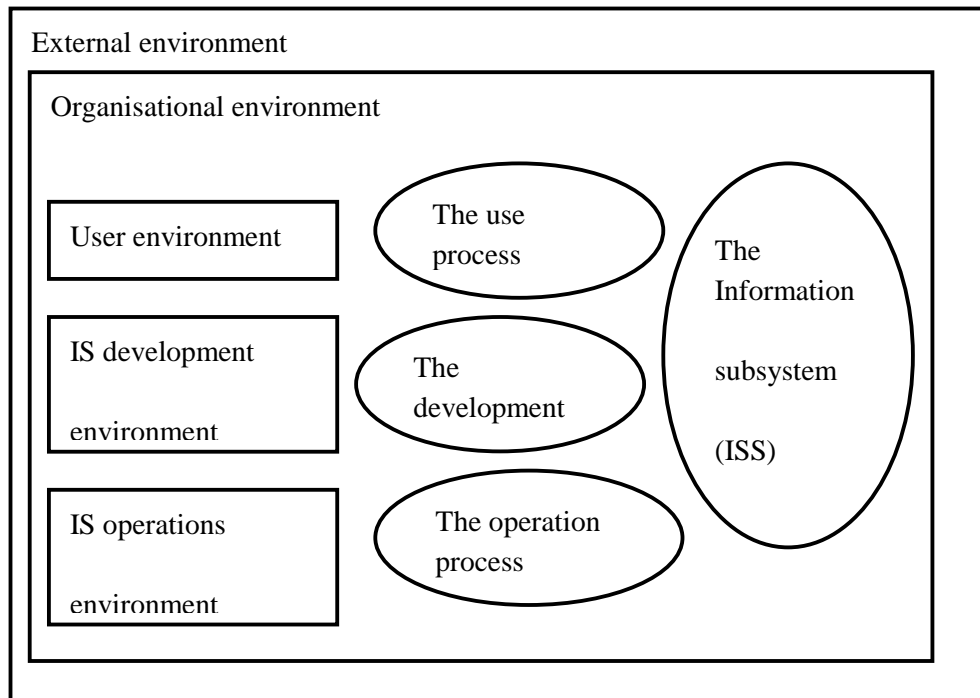 External environment
Organisational environment
User environment
The use
process
The
Information
subsystem
(ISS)
IS development
environment
The
development
IS operations
environment
The operation
process